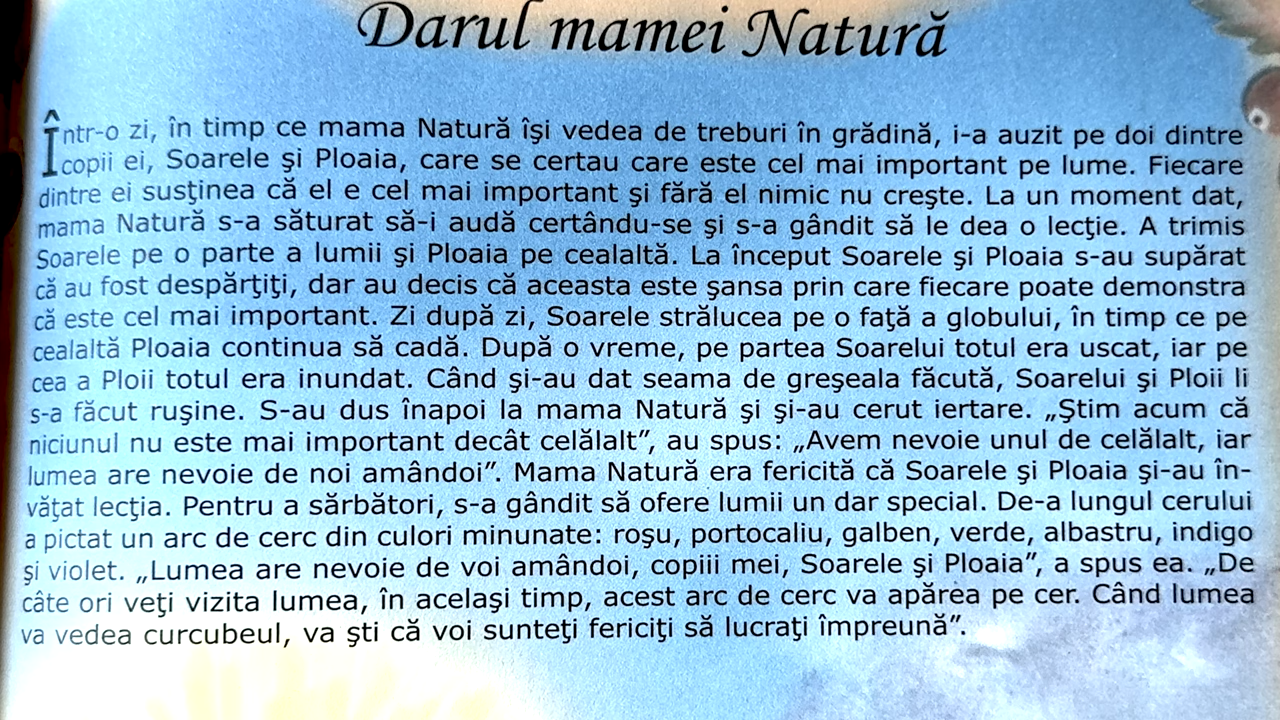 Darul mamei Natură
Într-o zi, în timp ce mama Natură îşi vedea de treburi în grădină, i-a auzit pe doi dintre
copii ei, Soarele şi Ploaia, care se certau care este cel mai important pe lume. Fiecare
dintre ei susţinea că el e cel mai important şi fără el nimic nu creşte. La un moment dat,
mama Natură s-a săturat să-i audă certându-se şi s-a gândit să le dea o lecţie. A trimis
Soarele pe o parte a lumii şi Ploaia pe cealaltă. La început Soarele şi Ploaia s-au supărat
că au fost despărţiţi, dar au decis că aceasta este şansa prin care fiecare poate demonstra
că este cel mai important. Zi după zi, Soarele strălucea pe o faţă a globului, în timp ce pe
cealaltă Ploaia continua să cadă. După o vreme, pe partea Soarelui totul era uscat, iar pe
cea a Ploii totul era inundat. Când şi-au dat seama de greşeala făcută, Soarelui şi Ploii li
s-a făcut ruşine. S-au dus înapoi la mama Natură şi şi-au cerut iertare. „Ştim acum că
niciunul nu este mai important decât celălalt”, au spus: „Avem nevoie unul de celălalt, iar
lumea are nevoie de noi amândoi”. Mama Natură era fericită că Soarele şi Ploaia şi-au în-
văţat lecţia. Pentru a sărbători, s-a gândit să ofere lumii un dar special. De-a lungul cerului
a pictat un arc de cerc din culori minunate: roşu, portocaliu, galben, verde, albastru, indigo
şi violet. „Lumea are nevoie de voi amândoi, copiii mei, Soarele şi Ploaia”, a spus ea. „De
câte ori veţi vizita lumea, în acelaşi timp, acest arc de cerc va apărea pe cer. Când lumea
va vedea curcubeul, va şti că voi sunteţi fericiţi să lucraţi împreună”.